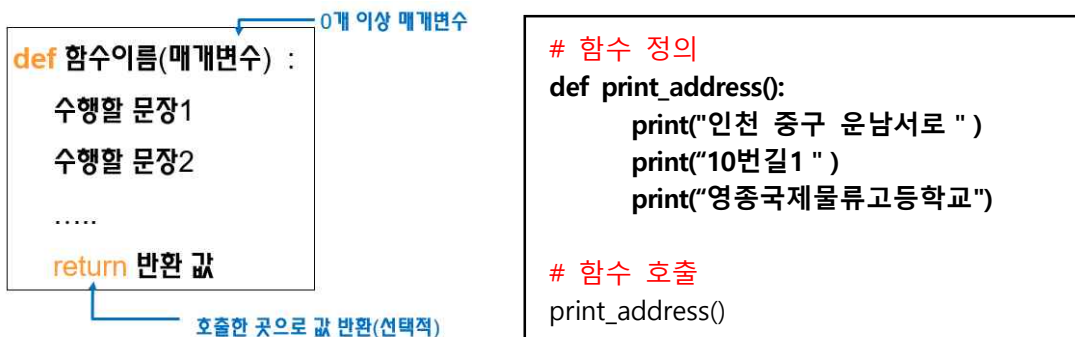 0개 이상 매개변수
def 함수이름(매개변수) :
수행할 문장1
수행할 문장2
.....
return 반환 값
호출한 곳으로 값 반환(선택적)
# 함수 정의
def print_address():
print("인천 중구 운남서로 " )
print(“10번길1 " )
print(“영종국제물류고등학교")
# 함수 호출
print_address()